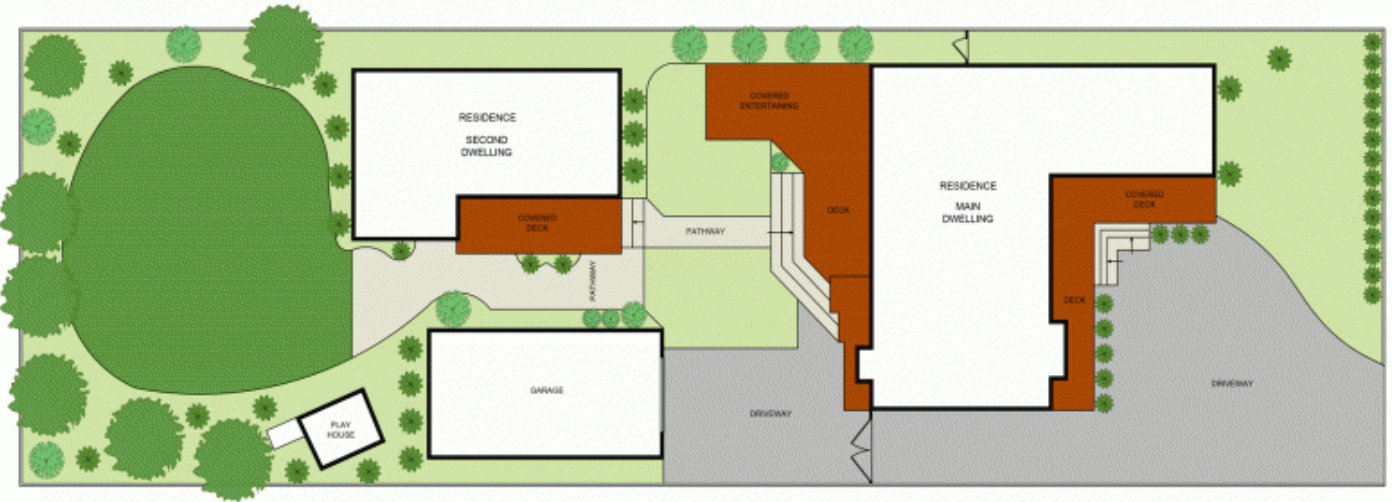 RESIDENCE
SECOND
DWELLING
COVERED
DECK
PATHWAY
PATHWAY
COVERED
ENTERTAINING
DECK
RESIDENCE
MAIN
DWELLING
COVERED
DECK
DECK
GARAGE
PLAY
HOUSE
DRIVEWAY
DRIVEWAY